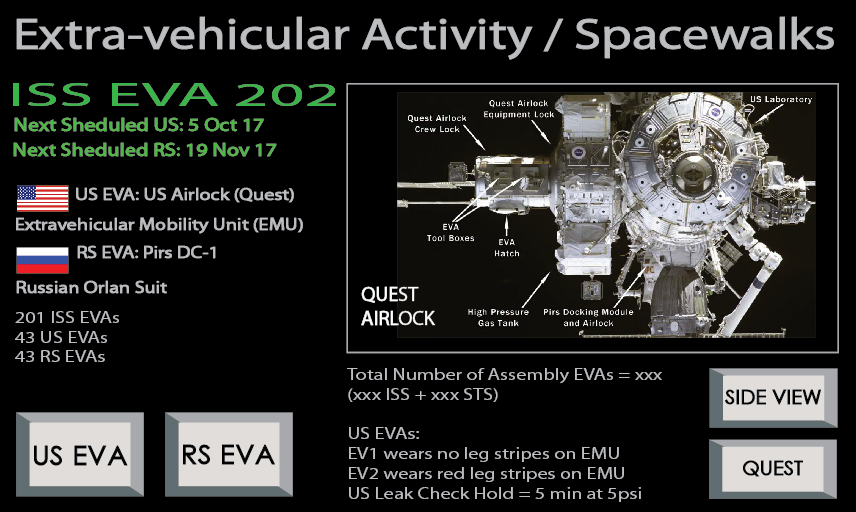 Extra-vehicular Activity / Spacewalks
ISS EVA 202
Next Sheduled US: 5 Oct 17
Next Sheduled RS: 19 Nov 17
US EVA: US Airlock (Quest)
Extravehicular Mobility Unit (EMU)
RS EVA: Pirs DC-1
Russian Orlan Suit
201 ISS EVAs
43 US EVAs
43 RS EVAs
US EVA
RS EVA
Quest Airlock
Crew Lock
Quest Airlock
Equipment Lock
US Laboratory
EVA
Tool Boxes
EVA
Hatch
High Pressure
Gas Tank
Pirs Docking Module
and Airlock
QUEST
AIRLOCK
Total Number of Assembly EVAs = xxx
(xxx ISS + xxx STS)
US EVAs:
EV1 wears no leg stripes on EMU
EV2 wears red leg stripes on EMU
US Leak Check Hold = 5 min at 5psi
SIDE VIEW
QUEST